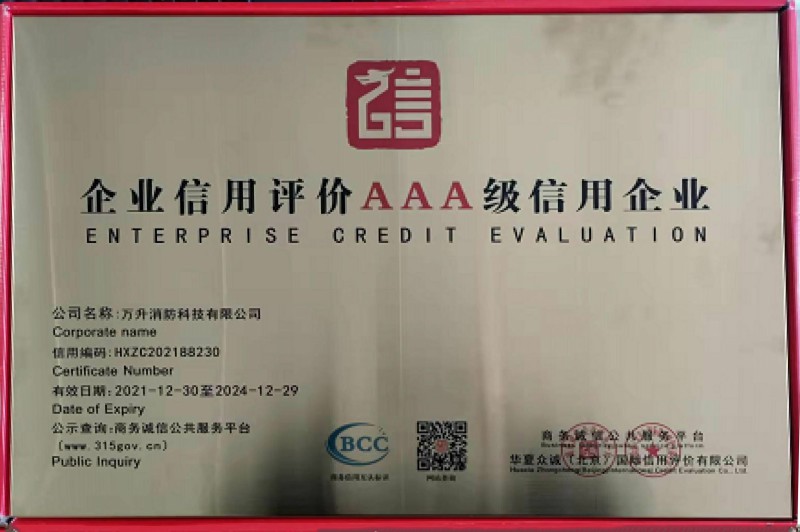 信
企业信用评价AAA级信用企业
ENTERPRISE CREDIT EVALUATION
公司名称:万升消防科技有限公司
Corporate name
信用编码:HXZC202188230
Certificate Number
有效日期:2021-12-30至2024-12-29
Date of Expiry
公示查询:商务诚信公共服务平台
(www.315gov.cn)
Public Inquiry
BCC
商务诚信公共服务平台
华夏众诚(北京)国际信用评价有限公司